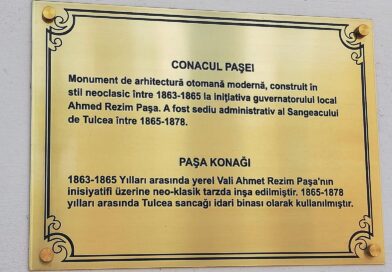 CONACUL PAŞEI
Monument de arhitectură otomană modernă, construit în
stil neoclasic între 1863-1865 la iniţiativa guvernatorului local
Ahmed Rezim Paşa. A fost sediu administrativ al Sangeacului
de Tulcea între 1865-1878.
PAŞA KONAĞI
1863-1865 Yılları arasında yerel Vali Ahmet Rezim Paşa'nın
inisiyatifi üzerine neo-klasik tarzda inşa edilmiştir. 1865-1878
yılları arasında Tulcea sancağı idari binası olarak kullanılmıştır.